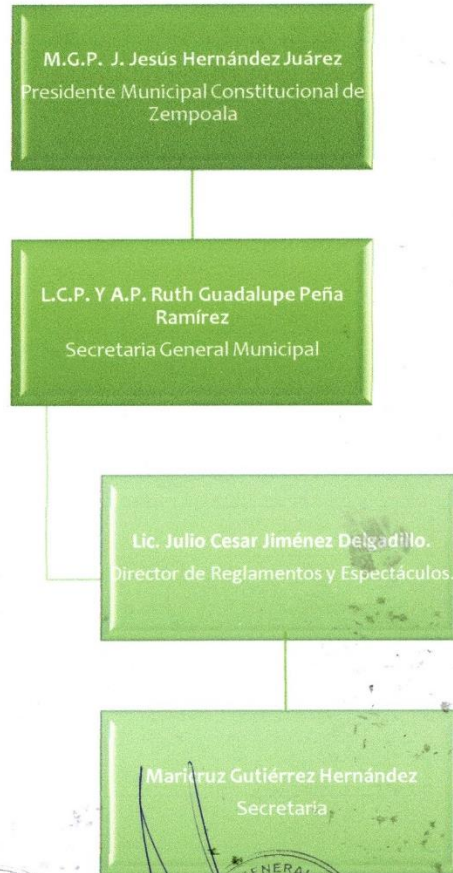 M.G.P. J. Jesús Hernández Juárez
Presidente Municipal Constitucional de
Zempoala
L.C.P. Y A.P. Ruth Guadalupe Peña
Ramírez
Secretaria General Municipal
Lic. Julio Cesar Jiménez Delgadillo.
Director de Reglamentos y Espectáculos.
Maricruz Gutiérrez Hernández
Secretaria
GENERAL